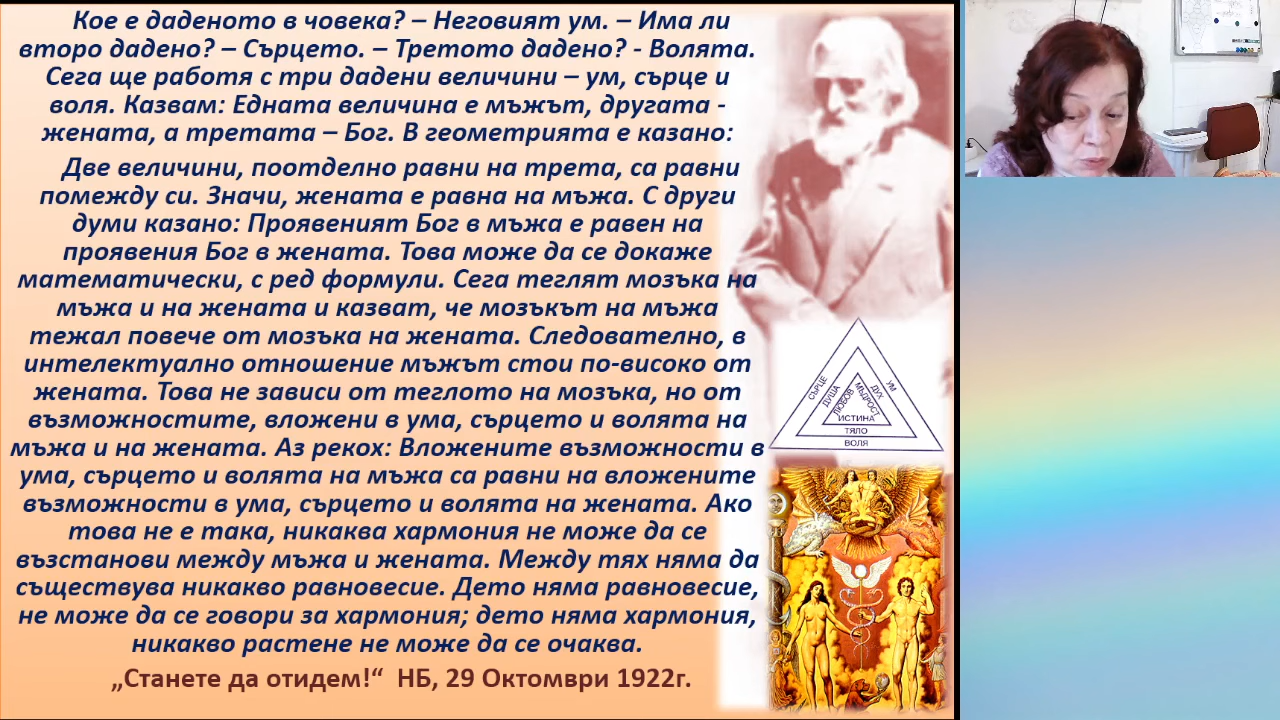 Кое е даденото в човека? – Неговият ум. – Има ли
второ дадено? – Сърцето. – Третото дадено? - Волята.
Сега ще работя с три дадени величини – ум, сърце и
воля. Казвам: Едната величина е мъжът, другата -
жената, а третата – Бог. В геометрията е казано:
Две величини, поотделно равни на трета, са равни
помежду си. Значи, жената е равна на мъжа. С други
думи казано: Проявеният Бог в мъжа е равен на
проявения Бог в жената. Това може да се докаже
математически, с ред формули. Сега теглят мозъка на
мъжа и на жената и казват, че мозъкът на мъжа
тежал повече от мозъка на жената. Следователно, в
интелектуално отношение мъжът стои по-високо от
жената. Това не зависи от теглото на мозъка, но от
възможностите, вложени в ума, сърцето и волята на
мъжа и на жената. Аз рекох: Вложените възможности в
ума, сърцето и волята на мъжа са равни на вложените
възможности в ума, сърцето и волята на жената. Ако
това не е така, никаква хармония не може да се
възстанови между мъжа и жената. Между тях няма да
съществува никакво равновесие. Дето няма равновесие,
не може да се говори за хармония; дето няма хармония,
никакво растене не може да се очаква.
„Станете да отидем!“ НБ, 29 Октомври 1922г.
СЪРЦЕ
ДУША
ЛЮБОВ
МЪДРОСТ
ДУХ
УМ
ИСТИНА
ТЯЛО
ВОЛЯ